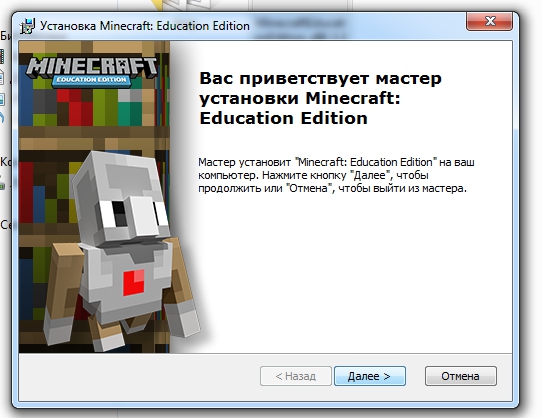 Установка Minecraft: Education Edition
MINECRAFT
EDUCATION EDITION
Вас приветствует мастер
установки Minecraft:
Education Edition
Мастер установит "Minecraft: Education Edition" на ваш
компьютер. Нажмите кнопку "Далее", чтобы
продолжить или "Отмена", чтобы выйти из мастера.
< Назад
Далее >
Отмена